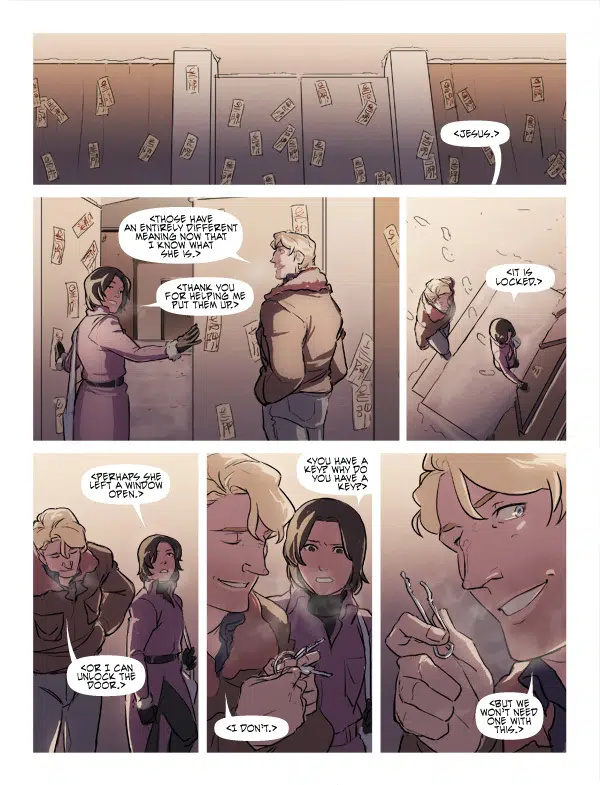 <JESUS.>
<THOSE HAVE
AN ENTIRELY DIFFERENT
MEANING NOW THAT
I KNOW WHAT
SHE IS.>
<THANK YOU
FOR HELPING ME
PUT THEM UP.>
<IT IS
LOCKED.>
<PERHAPS SHE
LEFT A WINDOW
OPEN.>
<OR I CAN
UNLOCK THE
DOOR.>
<YOU HAVE A
KEY? WHY DO
YOU HAVE A
KEY?>
<I DON'T.>
<BUT WE
WON'T NEED
ONE WITH
THIS.>